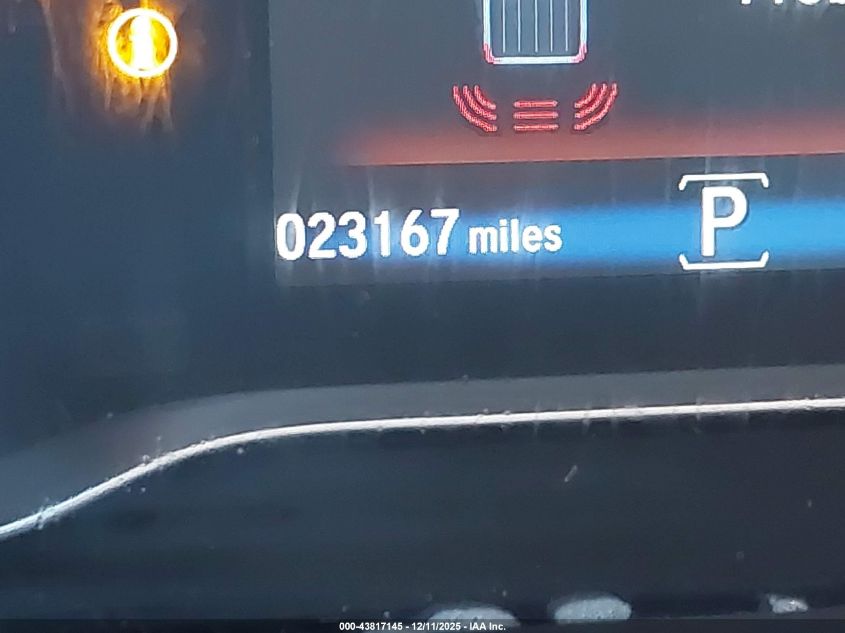 023167 miles
P
000-43817145 - 12/11/2025 - IAA Inc.